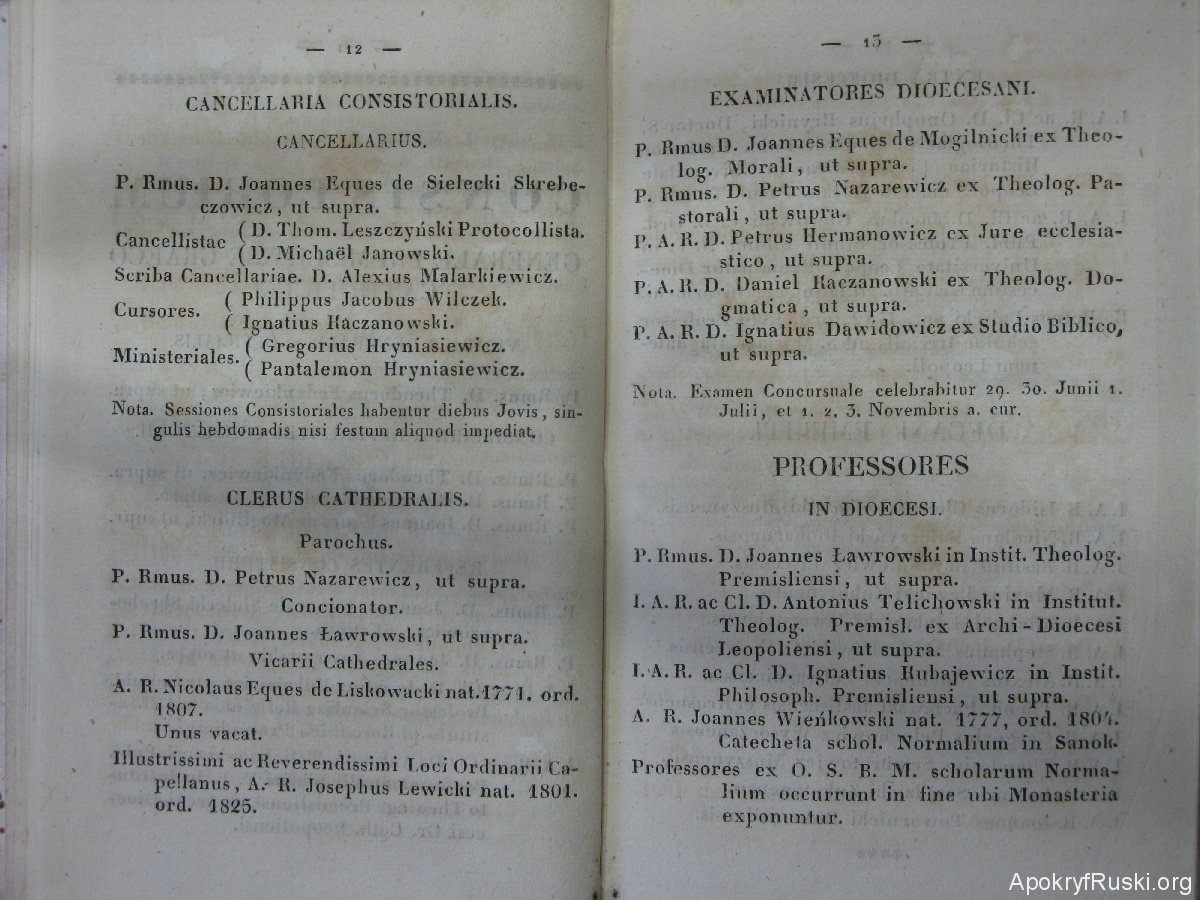 — 12 —
CANCELLARIA CONSISTORIALIS.
CANCELLARIUS.
P. Rmus. D. Joannes Eques de Sielecki Skrebe-
czowicz, ut supra.
Cancellistae ( D. Thom. Leszczyński Protocollista.
( D. Michaël Janowski.
Scriba Cancellariae. D. Alexius Malarkiewicz.
Cursores. ( Philippus Jacobus Wilczek.
( Ignatius Kaczanowski.
Ministeriales. ( Gregorius Hryniasiewicz.
( Pantalemon Hryniasiewicz.
Nota. Sessiones Consistoriales habentur diebus Jovis, sin-
gulis hebdomadis nisi festum aliquod impediat.
CLERUS CATHEDRALIS.
Parochus.
P. Rmus. D. Petrus Nazarewicz, ut supra.
Concionator.
P. Rmus. D. Joannes Ławrowski, ut supra.
Vicarii Cathedrales.
A. R. Nicolaus Eques de Liskowacki nat. 1771. ord.
1807.
Unus vacat.
Illustrissimi ac Reverendissimi Loci Ordinarii Ca-
pellanus, A. R. Josephus Lewicki nat. 1801.
ord. 1825.
— 13 —
EXAMINATORES DIOECESANI.
P. Rmus D. Joannes Eques de Mogilnicki ex Theo-
log. Morali, ut supra.
P. Rmus. D. Petrus Nazarewicz ex Theolog. Pa-
storali, ut supra.
P. A. R. D. Petrus Hermanowicz ex Jure ecclesia-
stico, ut supra.
P. A. R. D. Daniel Kaczanowski ex Theolog. Do-
gmatica, ut supra.
P. A. R. D. Ignatius Dawidowicz ex Studio Biblico,
ut supra.
Nota. Examen Concursuale celebrabitur 29. 30. Junii 1.
Julii, et 1. 2. 3. Novembris a. cur.
PROFESSORES
IN DIOECESI.
P. Rmus. D. Joannes Ławrowski in Instit. Theolog.
Premisliensi, ut supra.
I. A. R. ac Cl. D. Antonius Telichowski in Institut.
Theolog. Premisl. ex Archi-Dioecesi
Leopoliensi, ut supra.
I. A. R. ac Cl. D. Ignatius Kubajewicz in Instit.
Philosoph. Premisliensi, ut supra.
A. R. Joannes Wieńkowski nat. 1777, ord. 1804.
Catecheta schol. Normalium in Sanok.
Professores ex O. S. B. M. scholarum Norma-
lium occurrunt in fine ubi Monasteria
exponuntur.
ApokryfRuski.org